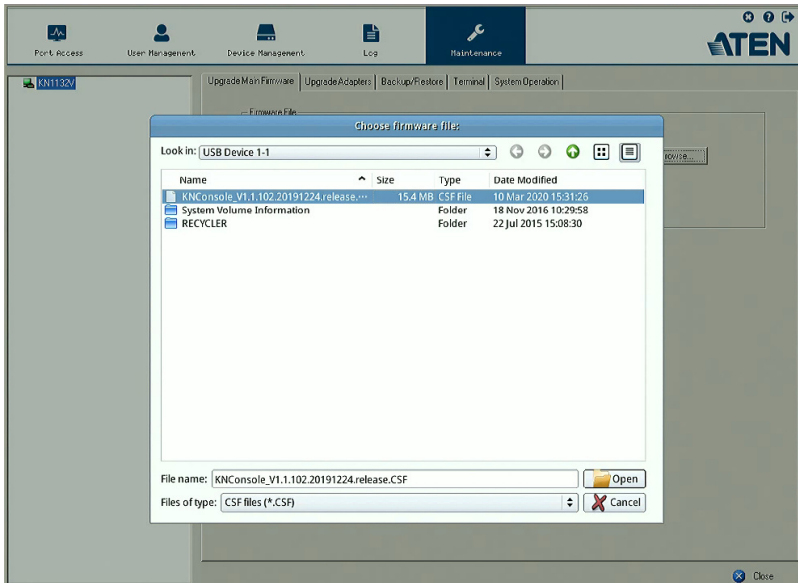 Port Access
User Management
Device Management
Log
Maintenance
ATEN
KN1132V
Upgrade Main Firmware
Upgrade Adapters
Backup/Restore
Terminal
System Operation
Firmware File
Choose firmware file:
Look in: USB Device 1-1
Name Size Type Date Modified
KNConsole_V1.1.102.20191224.release.··· 15.4 MB CSF File 10 Mar 2020 15:31:26
System Volume Information Folder 18 Nov 2016 10:29:58
RECYCLER Folder 22 Jul 2015 15:08:30
File name: KNConsole_V1.1.102.20191224.release.CSF
Open
Files of type: CSF files (*.CSF)
Cancel
Close